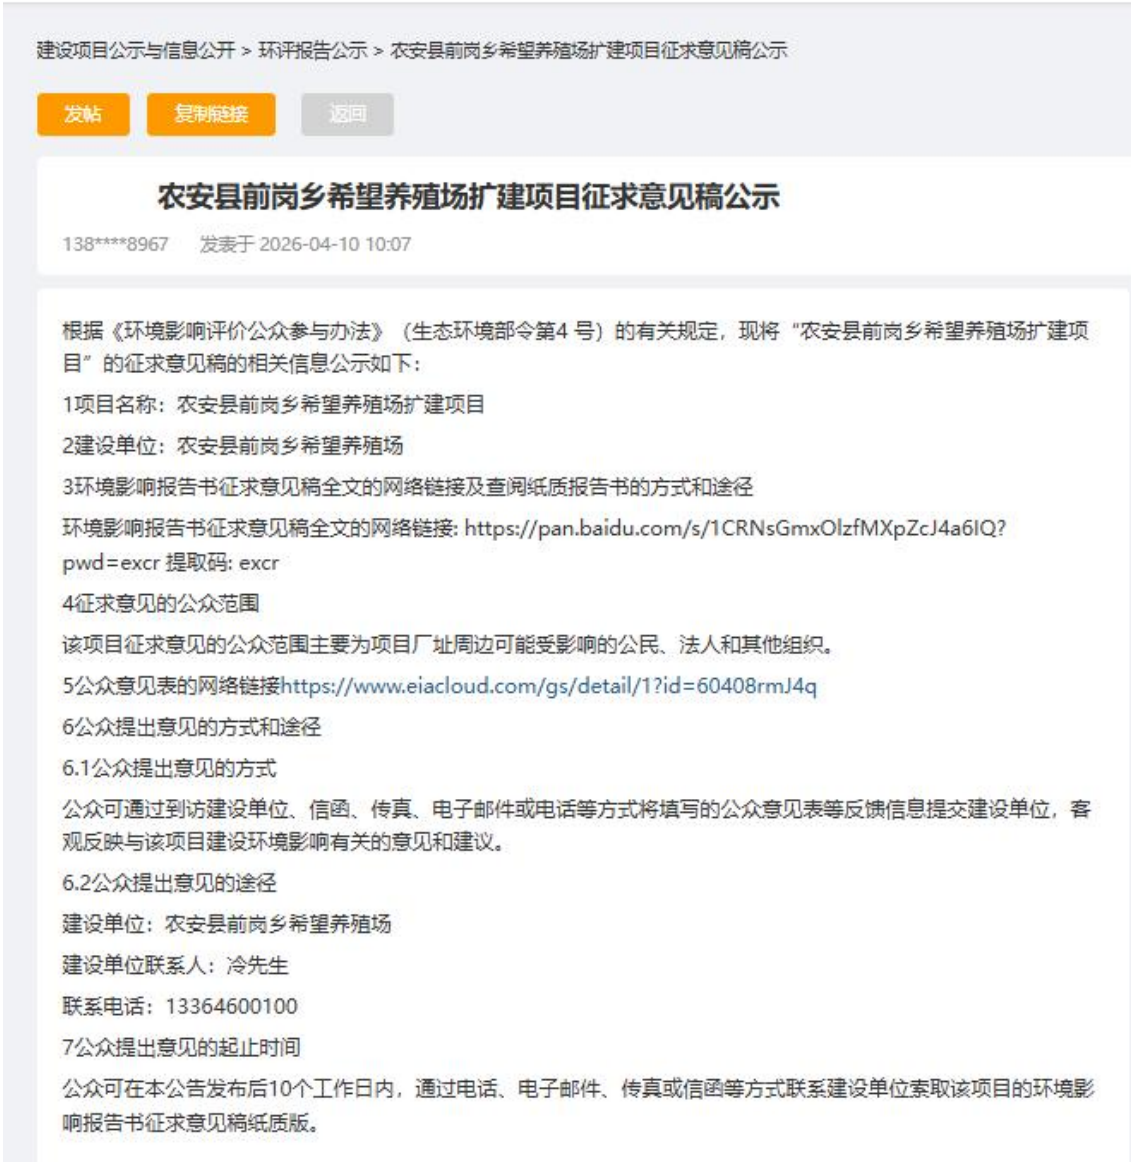 建设项目公示与信息公开 > 环评报告公示 > 农安县前岗乡希望养殖场扩建项目征求意见稿公示
发帖 复制链接 返回
农安县前岗乡希望养殖场扩建项目征求意见稿公示
138****8967 发表于 2026-04-10 10:07
根据《环境影响评价公众参与办法》（生态环境部令第4 号）的有关规定，现将“农安县前岗乡希望养殖场扩建项
目”的征求意见稿的相关信息公示如下：
1项目名称：农安县前岗乡希望养殖场扩建项目
2建设单位：农安县前岗乡希望养殖场
3环境影响报告书征求意见稿全文的网络链接及查阅纸质报告书的方式和途径
环境影响报告书征求意见稿全文的网络链接: https://pan.baidu.com/s/1CRNsGmxOlzfMXpZcJ4a6IQ?
pwd=excr 提取码: excr
4征求意见的公众范围
该项目征求意见的公众范围主要为项目厂址周边可能受影响的公民、法人和其他组织。
5公众意见表的网络链接https://www.eiacloud.com/gs/detail/1?id=60408rmJ4q
6公众提出意见的方式和途径
6.1公众提出意见的方式
公众可通过到访建设单位、信函、传真、电子邮件或电话等方式将填写的公众意见表等反馈信息提交建设单位，客
观反映与该项目建设环境影响有关的意见和建议。
6.2公众提出意见的途径
建设单位：农安县前岗乡希望养殖场
建设单位联系人：冷先生
联系电话：13364600100
7公众提出意见的起止时间
公众可在本公告发布后10个工作日内，通过电话、电子邮件、传真或信函等方式联系建设单位索取该项目的环境影
响报告书征求意见稿纸质版。